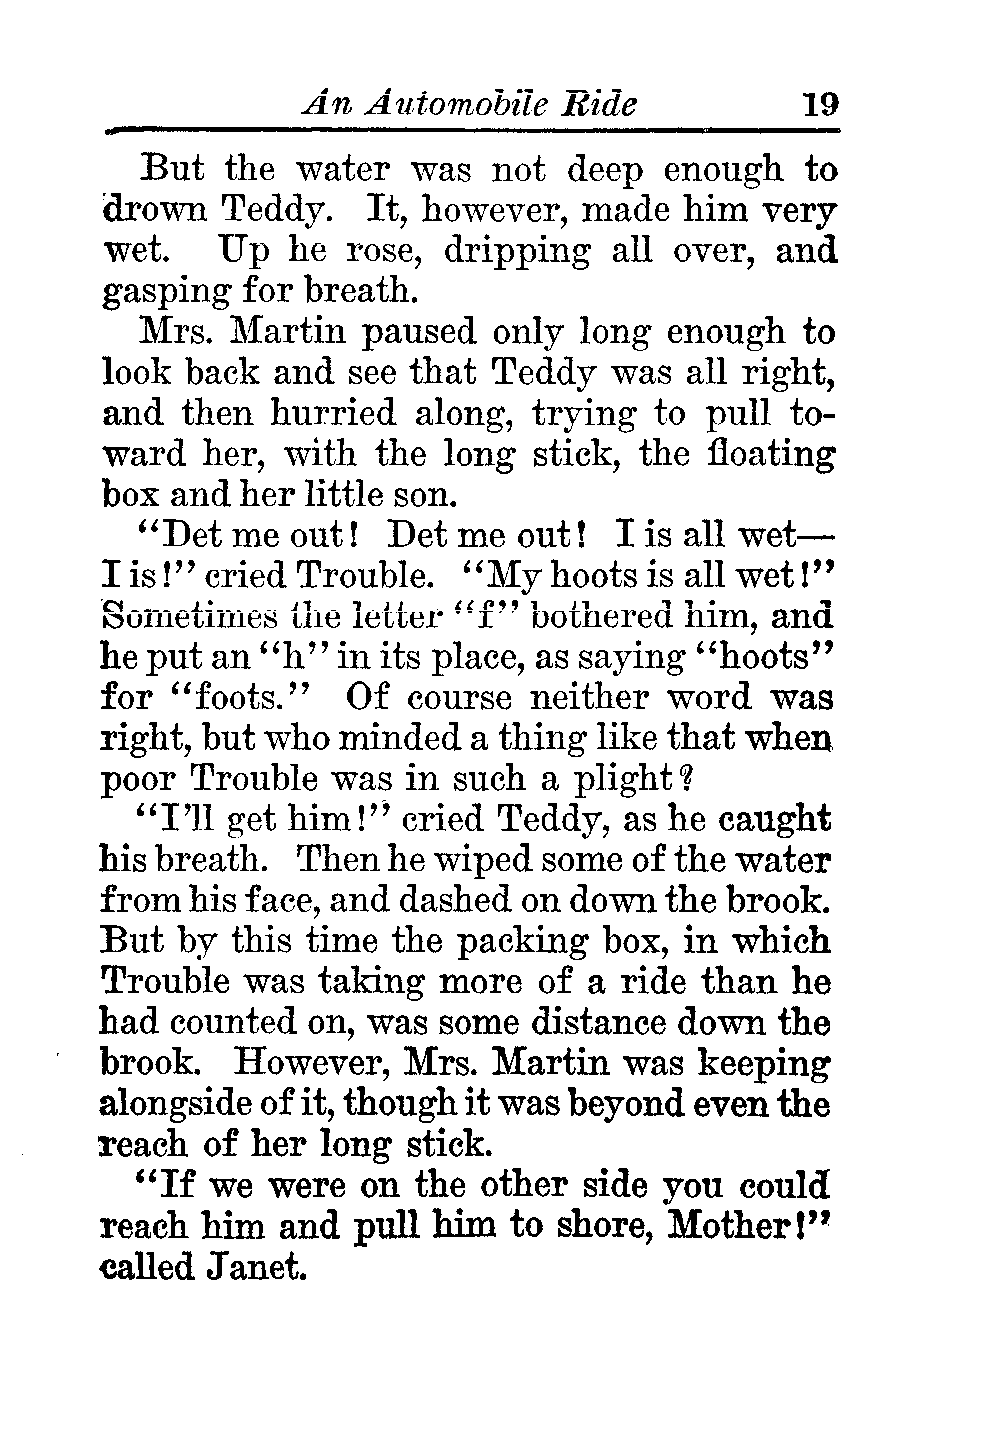 An Automobile Ride 19
But the water was not deep enough to
drown Teddy. It, however, made him very
wet. Up he rose, dripping all over, and
gasping for breath.
Mrs. Martin paused only long enough to
look back and see that Teddy was all right,
and then hurried along, trying to pull to-
ward her, with the long stick, the floating
box and her little son.
"Det me out! Det me out! I is all wet—
I is!" cried Trouble. "My hoots is all wet!"
Sometimes the letter "f" bothered him, and
he put an "h" in its place, as saying "hoots"
for "foots." Of course neither word was
right, but who minded a thing like that when
poor Trouble was in such a plight?
"I'll get him!" cried Teddy, as he caught
his breath. Then he wiped some of the water
from his face, and dashed on down the brook.
But by this time the packing box, in which
Trouble was taking more of a ride than he
had counted on, was some distance down the
brook. However, Mrs. Martin was keeping
alongside of it, though it was beyond even the
reach of her long stick.
"If we were on the other side you could
reach him and pull him to shore, Mother!"
called Janet.